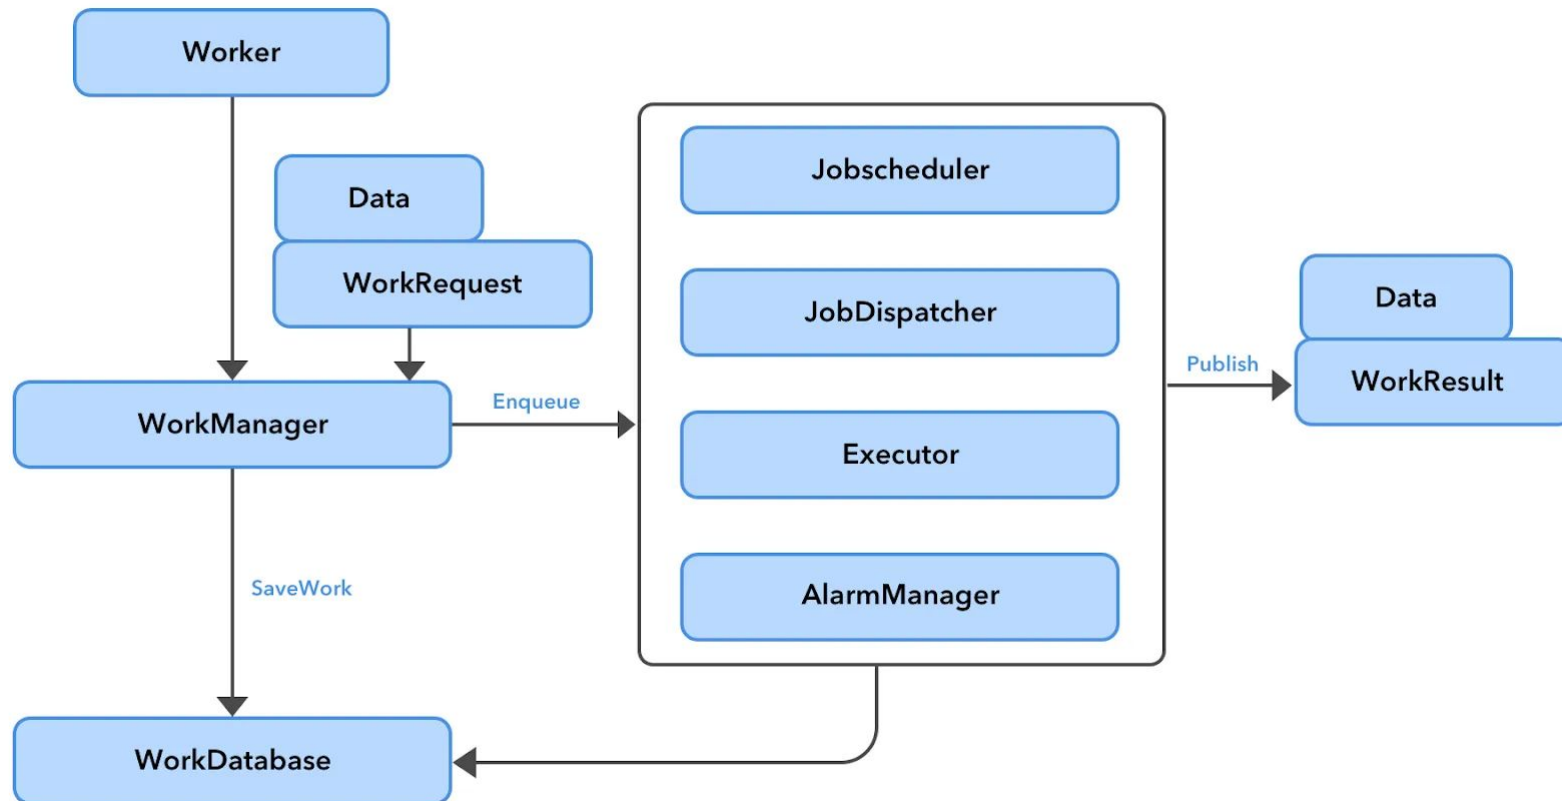 Worker
Data
WorkRequest
WorkManager
Enqueue
SaveWork
WorkDatabase
Jobscheduler
JobDispatcher
Executor
AlarmManager
Publish
Data
WorkResult